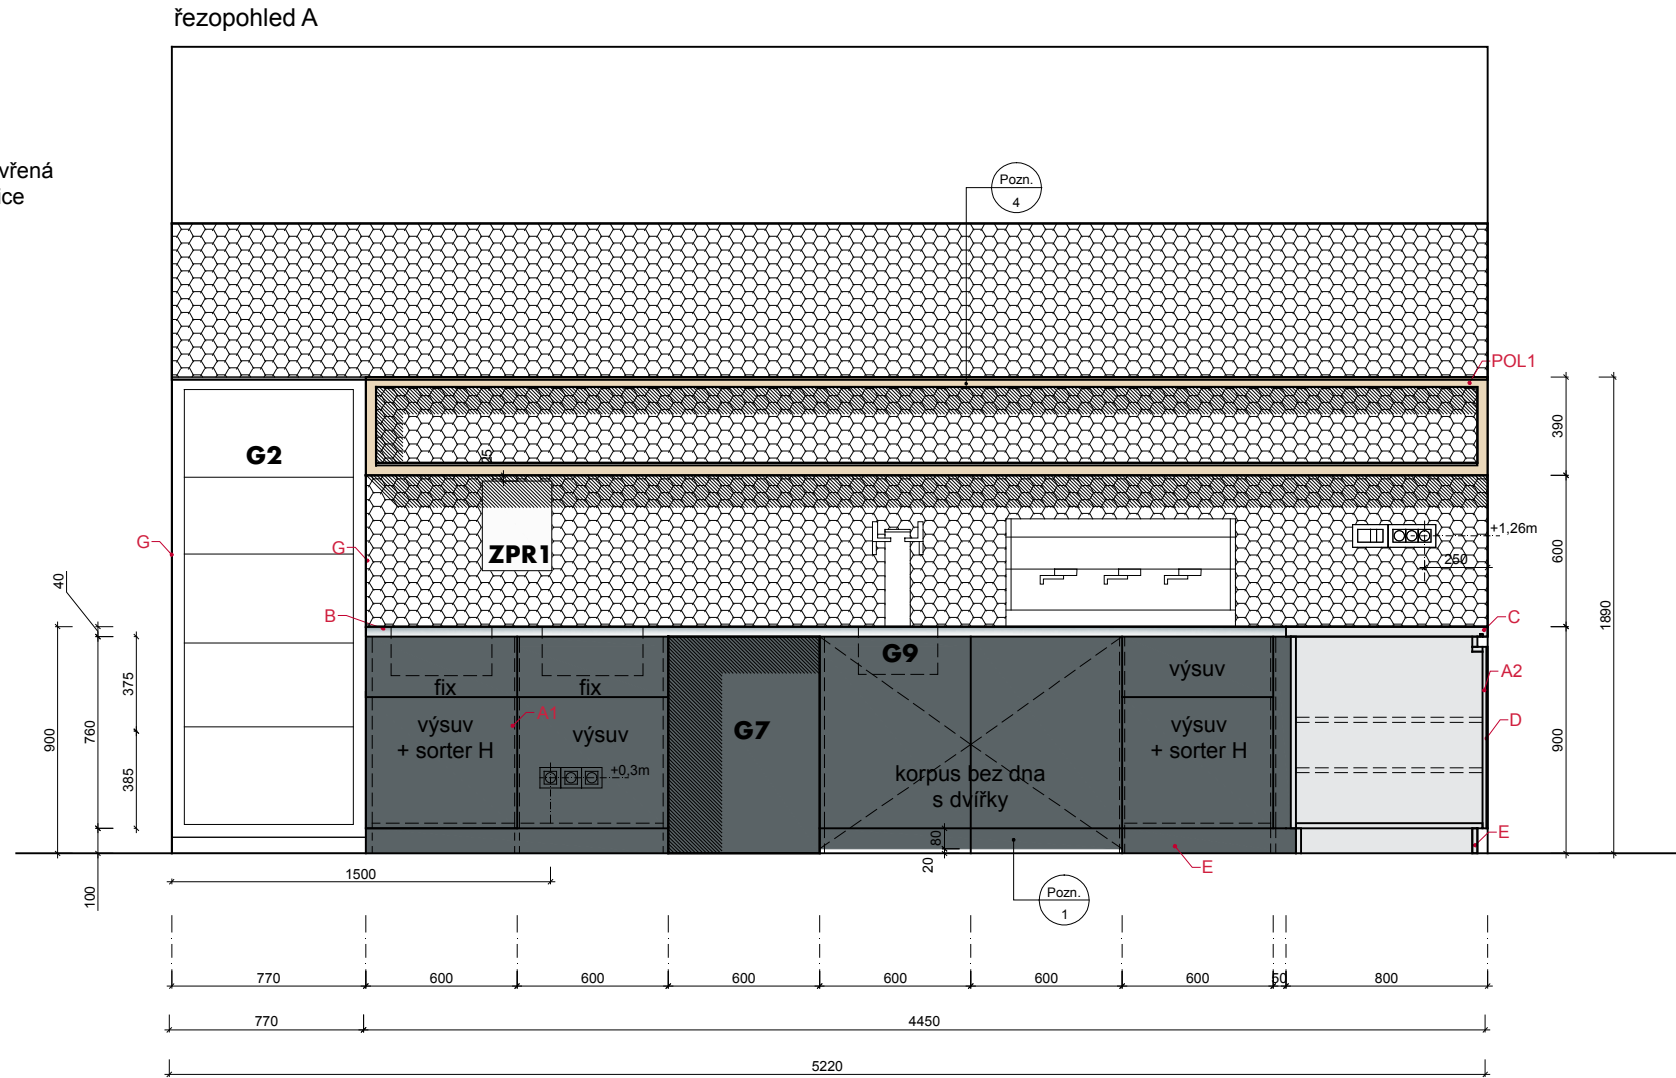 řezopohled A
vřená
ice
Pozn.
4
POL1
G2
25
390
G
G
ZPR1
+1,26m
250
600
1890
40
B
C
G9
fix
fix
výsuv
A2
375
A1
výsuv
+ sorter H
výsuv
G7
výsuv
+ sorter H
D
900
760
900
385
+0,3m
korpus bez dna
s dvířky
80
E
20
E
1500
100
Pozn.
1
770
600
600
600
600
600
600
50
800
770
4450
5220